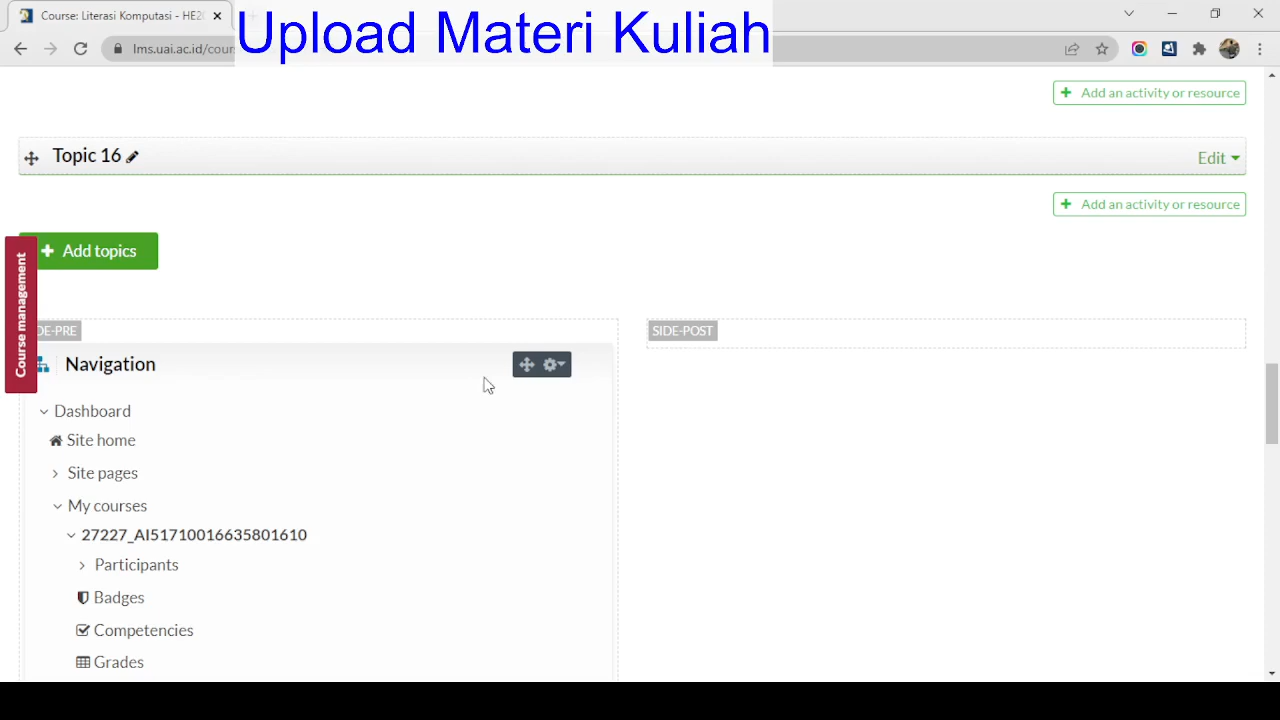 Course: Literasi Komputasi - HE20
Upload Materi Kuliah
lms.uai.ac.id/cour
Add an activity or resource
Topic 16
Edit
Add an activity or resource
Add topics
Course management
DE-PRE
SIDE-POST
Navigation
Dashboard
Site home
Site pages
My courses
27227_AI51710016635801610
Participants
Badges
Competencies
Grades